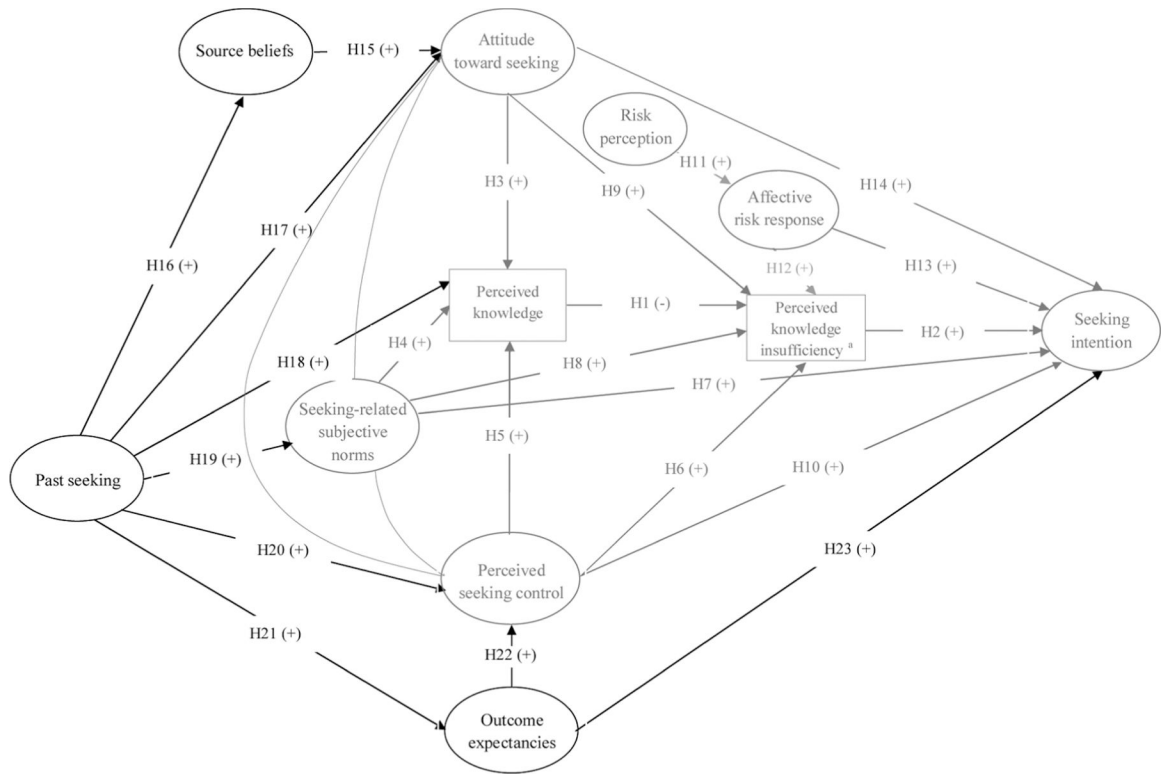 Source beliefs
H15 (+)
Attitude
toward seeking
Risk
perception
H11 (+)
H3 (+)
H9 (+)
H14 (+)
Affective
risk response
H17(+)
H16 (+)
H12 (+)
H13 (+)
Perceived
knowledge
H1 (-)
Perceived
knowledge
insufficiency a
H2 (+)
Seeking
intention
H18 (+)
H4 (+)
H8 (+)
H7 (+)
Seeking-related
subjective
norms
H5 (+)
H19 (+)
Past seeking
H6 (+)
H10 (+)
H20 (+)
H23 (+)
Perceived
seeking control
H21 (+)
H22 (+)
Outcome
expectancies